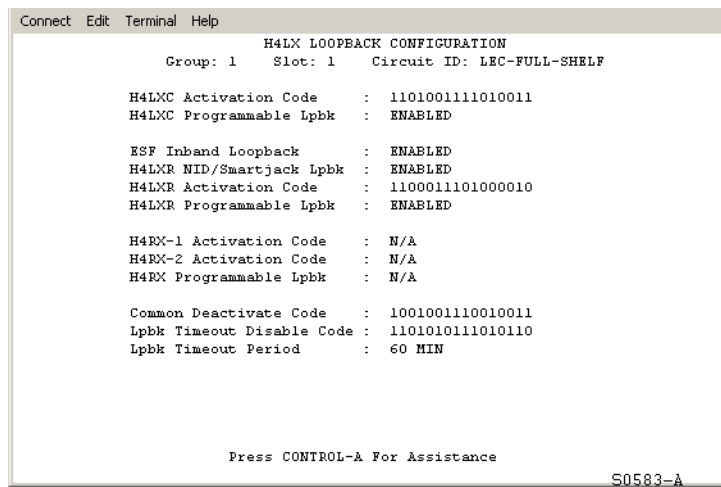 Connect Edit Terminal Help
H4LX LOOPBACK CONFIGURATION
Group: 1 Slot: 1 Circuit ID: LEC-FULL-SHELF
H4LXC Activation Code : 1101001111010011
H4LXC Programmable Lpbk : ENABLED
ESF Inband Loopback : ENABLED
H4LXR NID/Smartjack Lpbk : ENABLED
H4LXR Activation Code : 1100011101000010
H4LXR Programmable Lpbk : ENABLED
H4RX-1 Activation Code : N/A
H4RX-2 Activation Code : N/A
H4RX Programmable Lpbk : N/A
Common Deactivate Code : 1001001110010011
Lpbk Timeout Disable Code : 1101010111010110
Lpbk Timeout Period : 60 MIN
Press CONTROL-A For Assistance
S0583-A